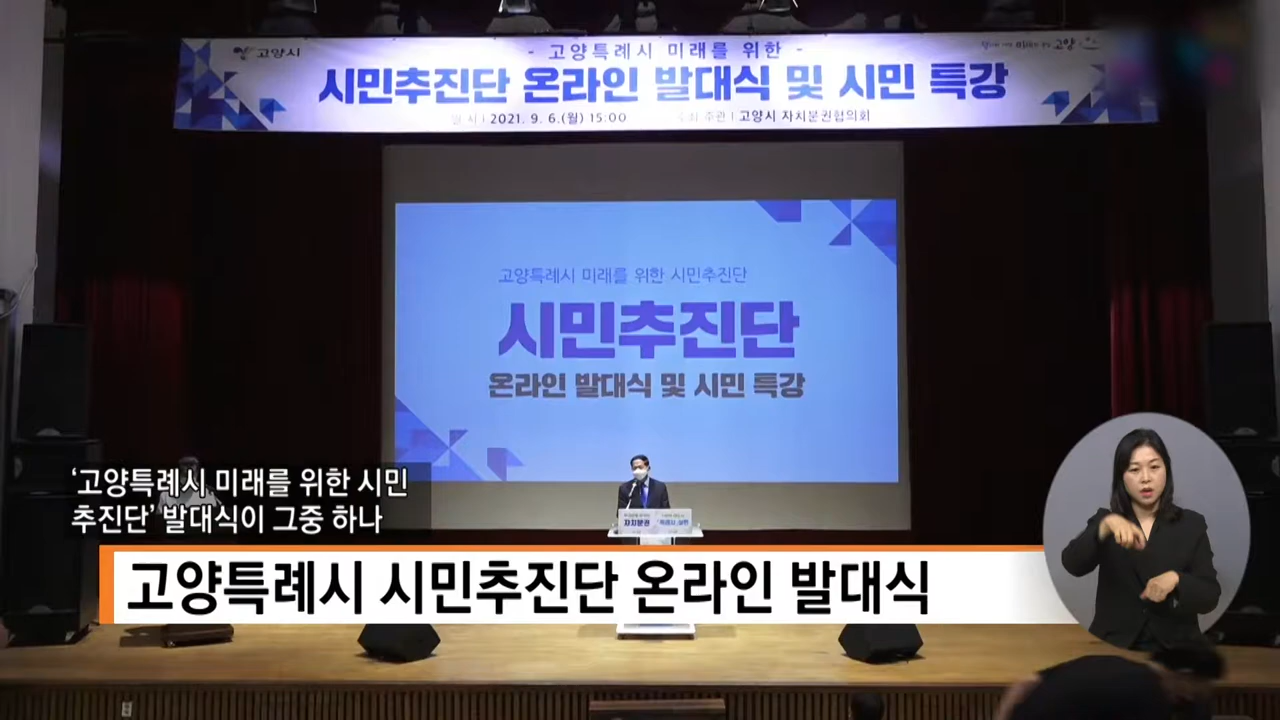 고양시
- 고양특례시 미래를 위한 -
시민추진단 온라인 발대식 및 시민 특강
일 시 | 2021. 9. 6.(월) 15:00
주최 주관 | 고양시 자치분권협의회
고양특례시 미래를 위한 시민추진단
시민추진단
온라인 발대식 및 시민 특강
자치분권
‘고양특례시 미래를 위한 시민
추진단’ 발대식이 그중 하나
고양특례시 시민추진단 온라인 발대식